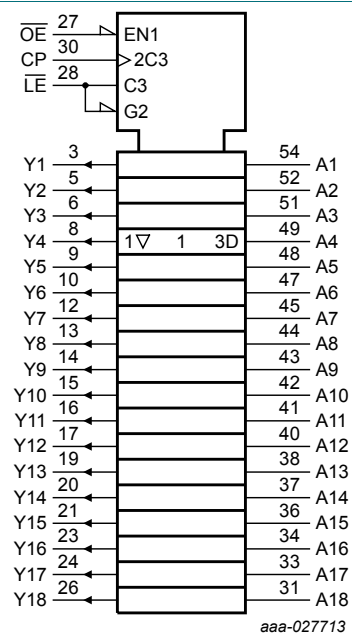 OE 27 EN1
CP 30 2C3
LE 28 C3
G2
Y1 3 54 A1
Y2 5 52 A2
Y3 6 51 A3
Y4 8 1▽ 1 3D 49 A4
Y5 9 48 A5
Y6 10 47 A6
Y7 12 45 A7
Y8 13 44 A8
Y9 14 43 A9
Y10 15 42 A10
Y11 16 41 A11
Y12 17 40 A12
Y13 19 38 A13
Y14 20 37 A14
Y15 21 36 A15
Y16 23 34 A16
Y17 24 33 A17
Y18 26 31 A18
aaa-027713